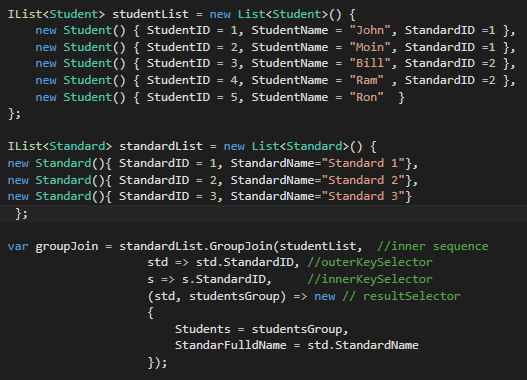 IList<Student> studentList = new List<Student>() {
    new Student() { StudentID = 1, StudentName = "John", StandardID =1 },
    new Student() { StudentID = 2, StudentName = "Moin", StandardID =1 },
    new Student() { StudentID = 3, StudentName = "Bill", StandardID =2 },
    new Student() { StudentID = 4, StudentName = "Ram" , StandardID =2 },
    new Student() { StudentID = 5, StudentName = "Ron"  }
};
IList<Standard> standardList = new List<Standard>() {
new Standard(){ StandardID = 1, StandardName="Standard 1"},
new Standard(){ StandardID = 2, StandardName="Standard 2"},
new Standard(){ StandardID = 3, StandardName="Standard 3"}
 };
var groupJoin = standardList.GroupJoin(studentList,  //inner sequence
                    std => std.StandardID, //outerKeySelector
                    s => s.StandardID,     //innerKeySelector
                    (std, studentsGroup) => new // resultSelector
                    {
                        Students = studentsGroup,
                        StandarFulldName = std.StandardName
                    });